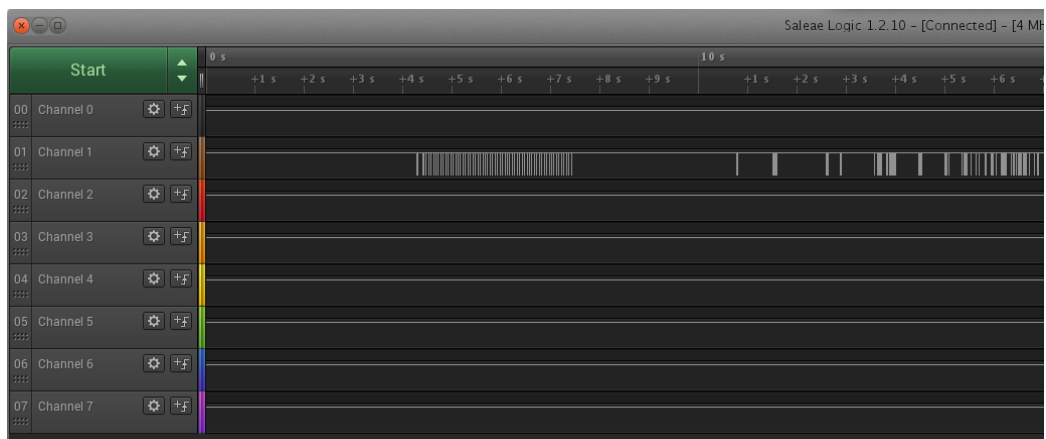 Saleae Logic 1.2.10 - [Connected] - [4 MH
Start
0 s 10 s
+1 s +2 s +3 s +4 s +5 s +6 s +7 s +8 s +9 s +1 s +2 s +3 s +4 s +5 s +6 s
00 Channel 0
01 Channel 1
02 Channel 2
03 Channel 3
04 Channel 4
05 Channel 5
06 Channel 6
07 Channel 7